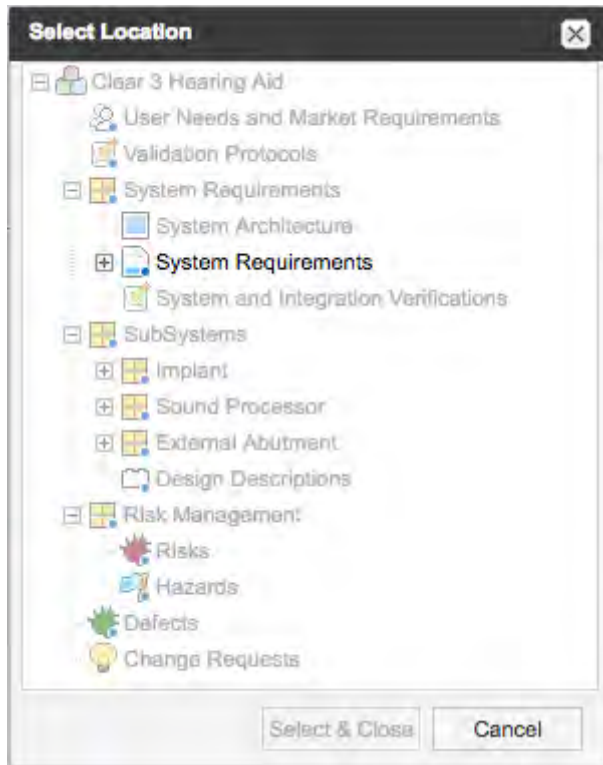 Select Location
Clear 3 Hearing Aid
User Needs and Market Requirements
Validation Protocols
System Requirements
System Architecture
System Requirements
System and Integration Verifications
SubSystems
Implant
Sound Processor
External Abutment
Design Descriptions
Risk Management
Risks
Hazards
Defects
Change Requests
Select & Close Cancel